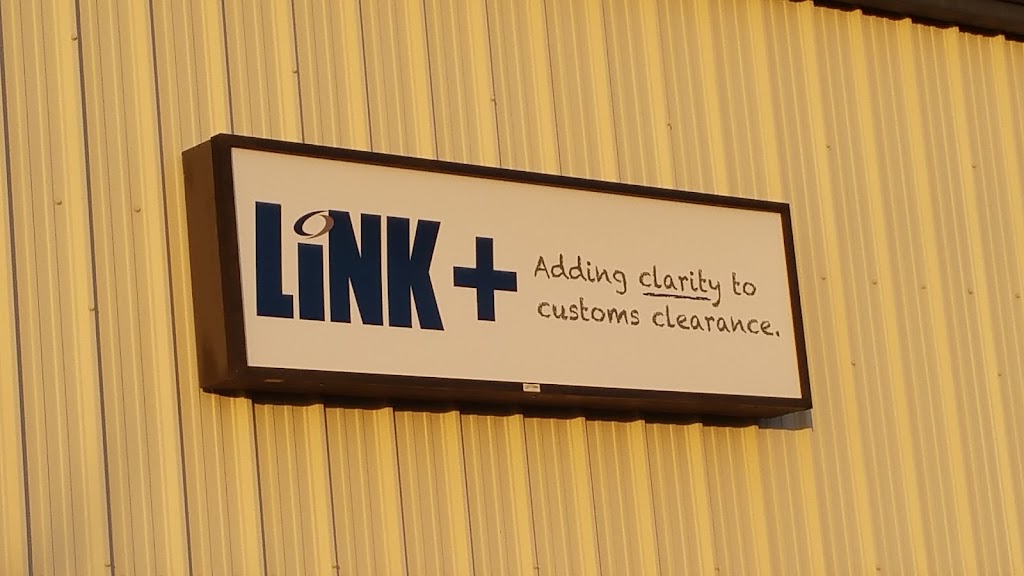 LiNK +
Adding clarity to
customs clearance.